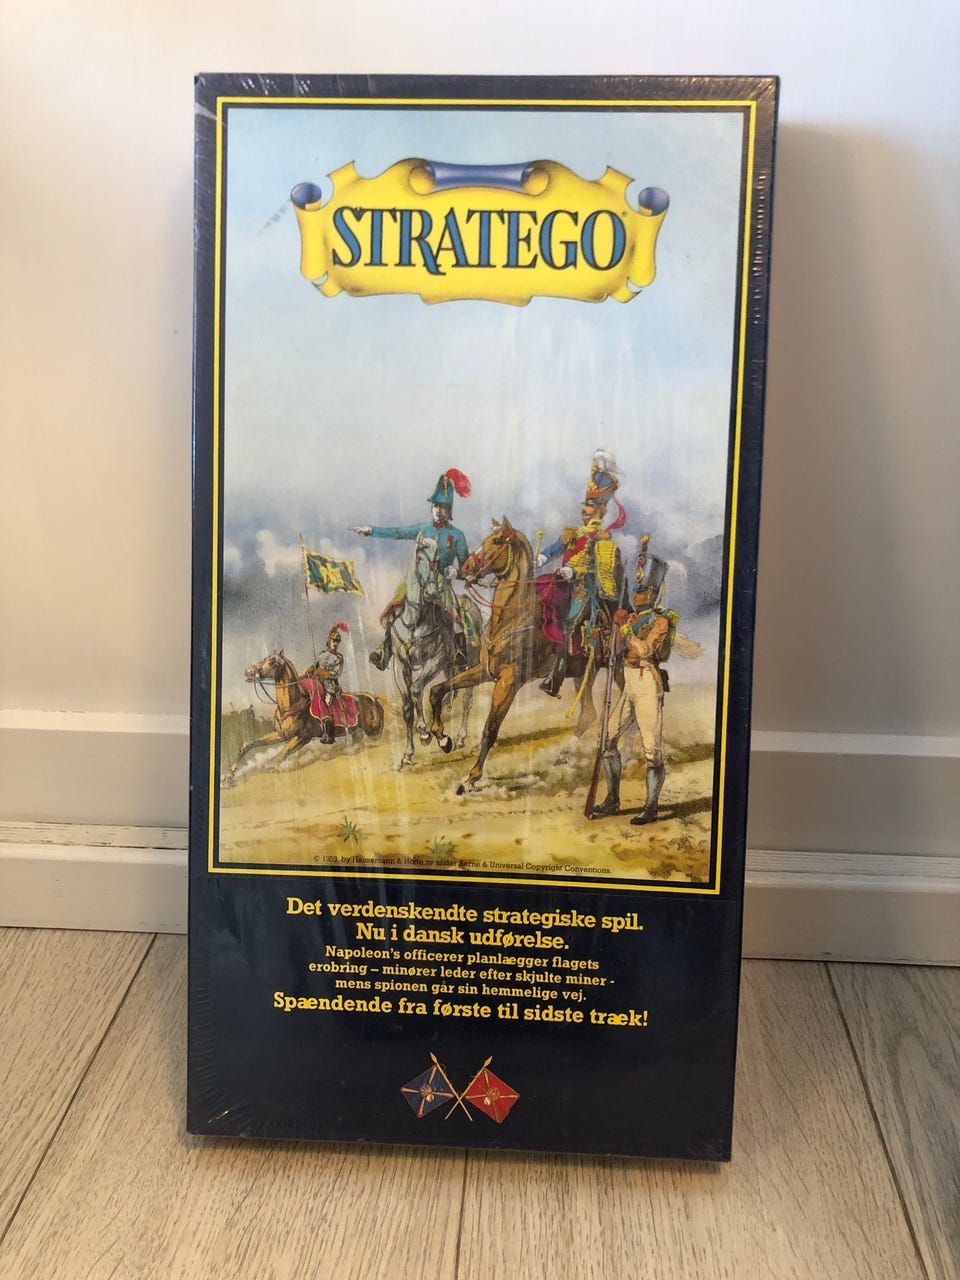 STRATEGO®
© 1959, by Hausemann & Hötte nv under Berne & Universal Copyright Conventions.
Det verdenskendte strategiske spil.
Nu i dansk udførelse.
Napoleon's officerer planlægger flagets
erobring – minører leder efter skjulte miner -
mens spionen går sin hemmelige vej.
Spændende fra første til sidste træk!